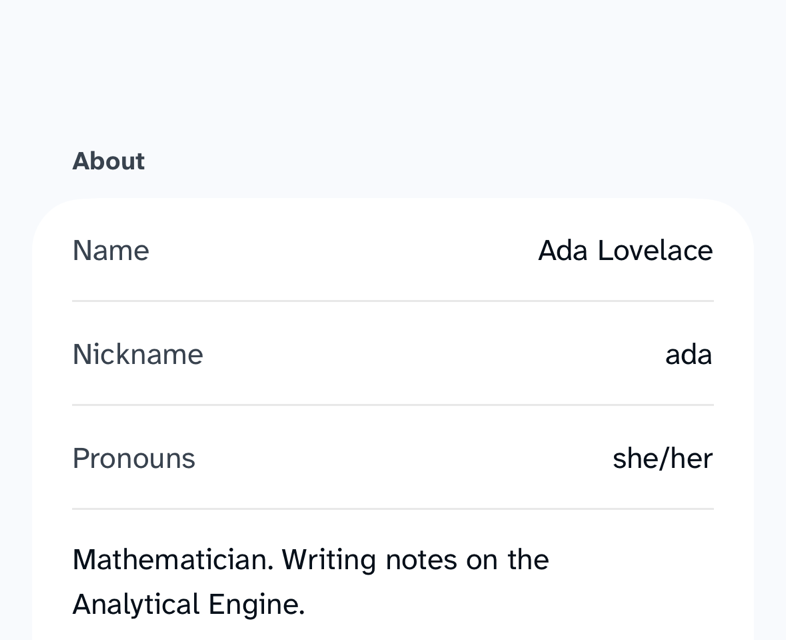 About
Name Ada Lovelace
Nickname ada
Pronouns she/her
Mathematician. Writing notes on the
Analytical Engine.